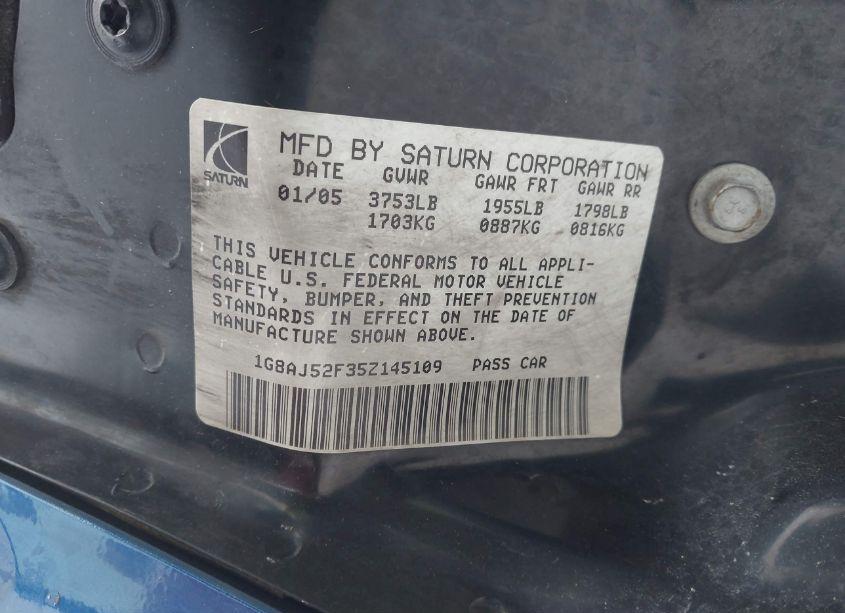 SATURN
MFD BY SATURN CORPORATION
DATE GVWR GAWR FRT GAWR RR
01/05 3753LB 1955LB 1798LB
1703KG 0887KG 0816KG
THIS VEHICLE CONFORMS TO ALL APPLI-
CABLE U.S. FEDERAL MOTOR VEHICLE
SAFETY, BUMPER, AND THEFT PREVENTION
STANDARDS IN EFFECT ON THE DATE OF
MANUFACTURE SHOWN ABOVE.
1G8AJ52F35Z145109 PASS CAR